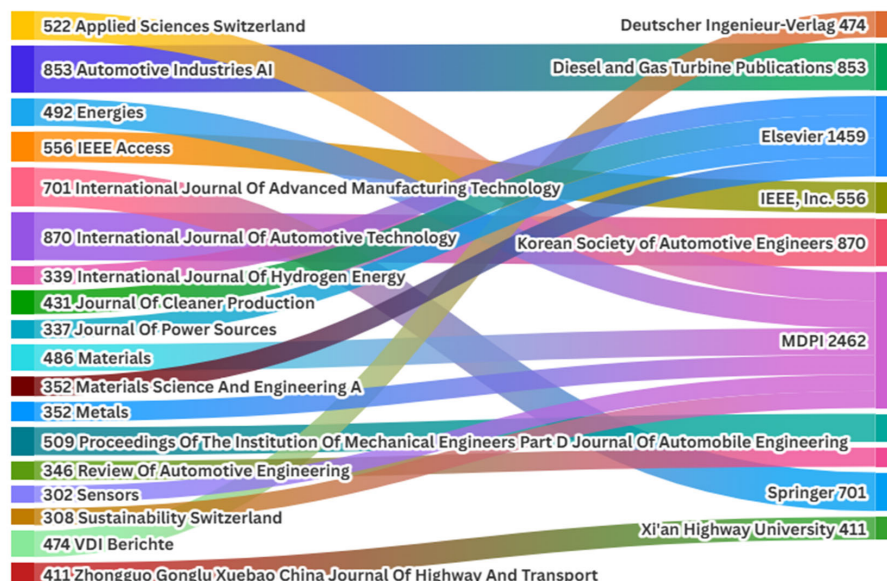 522 Applied Sciences Switzerland
853 Automotive Industries AI
492 Energies
556 IEEE Access
701 International Journal Of Advanced Manufacturing Technology
870 International Journal Of Automotive Technology
339 International Journal Of Hydrogen Energy
431 Journal Of Cleaner Production
337 Journal Of Power Sources
486 Materials
352 Materials Science And Engineering A
352 Metals
509 Proceedings Of The Institution Of Mechanical Engineers Part D Journal Of Automobile Engineering
346 Review Of Automotive Engineering
302 Sensors
308 Sustainability Switzerland
474 VDI Berichte
411 Zhongguo Gonglu Xuebao China Journal Of Highway And Transport
Deutscher Ingenieur-Verlag 474
Diesel and Gas Turbine Publications 853
Elsevier 1459
IEEE, Inc. 556
Korean Society of Automotive Engineers 870
MDPI 2462
Springer 701
Xi'an Highway University 411